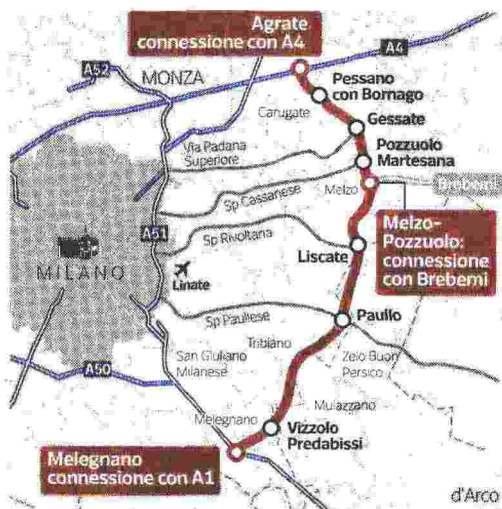 Agrate
connessione con A4
A52
MONZA
A4
Pessano
con Bornago
Carugate
Gessate
Via Padana
Superiore
Pozzuolo
Martesana
Sp Cassanese
Melzo
Brebemi
A51
Sp Rivoltana
Melzo-
Pozzuolo:
connessione
con Brebemi
MILANO
Linate
Liscate
Sp Paullese
Paullo
Tribiano
San Giuliano
Milanese
Zelo Buon
Persico
A50
Mulazzano
Melegnano
Vizzolo
Predabissi
Melegnano
connessione con A1
d'Arco